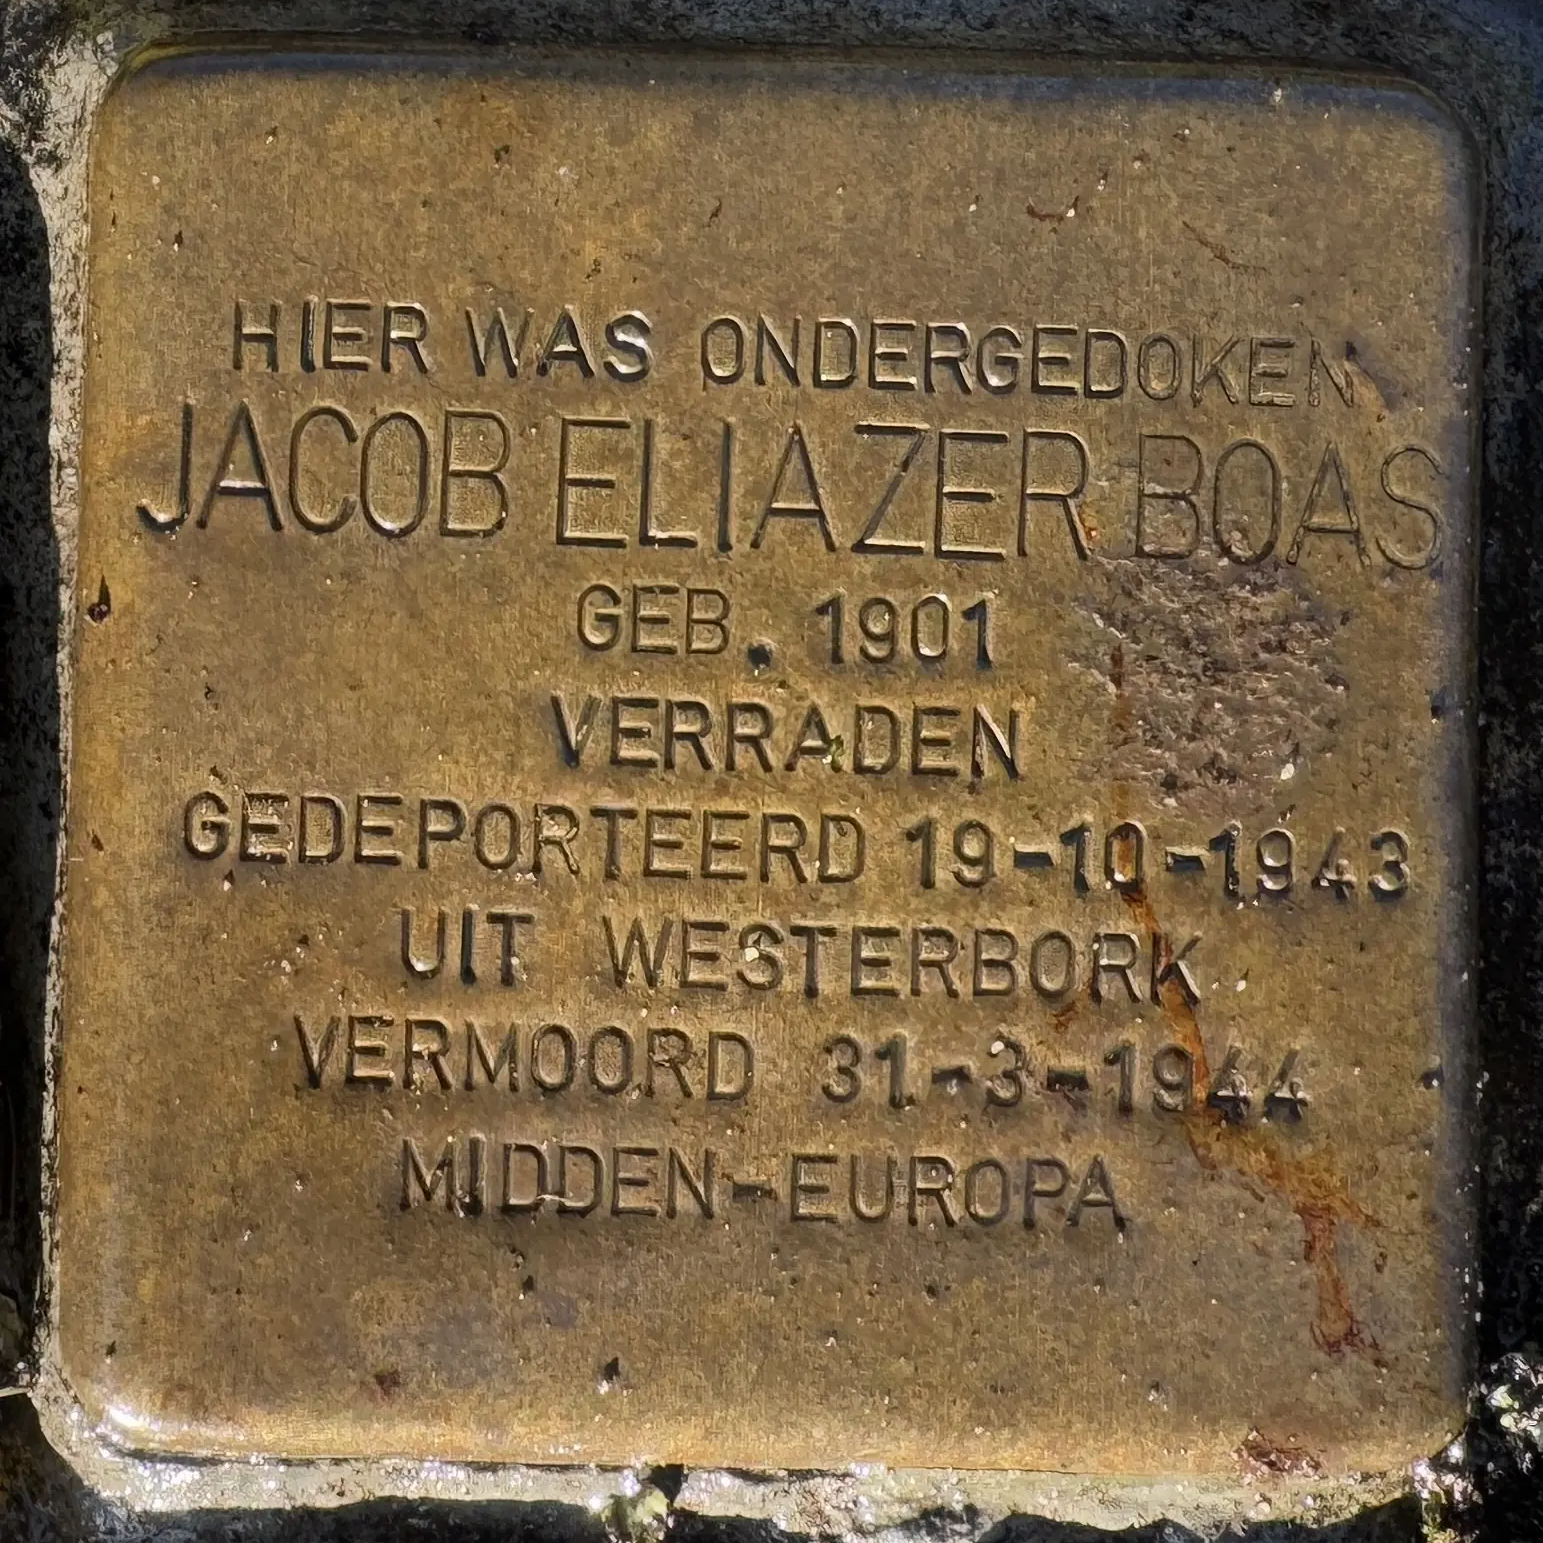 HIER WAS ONDERGEDOKEN
JACOB ELIAZER BOAS
GEB. 1901
VERRADEN
GEDEPORTEERD 19-10-1943
UIT WESTERBORK
VERMOORD 31-3-1944
MIDDEN-EUROPA